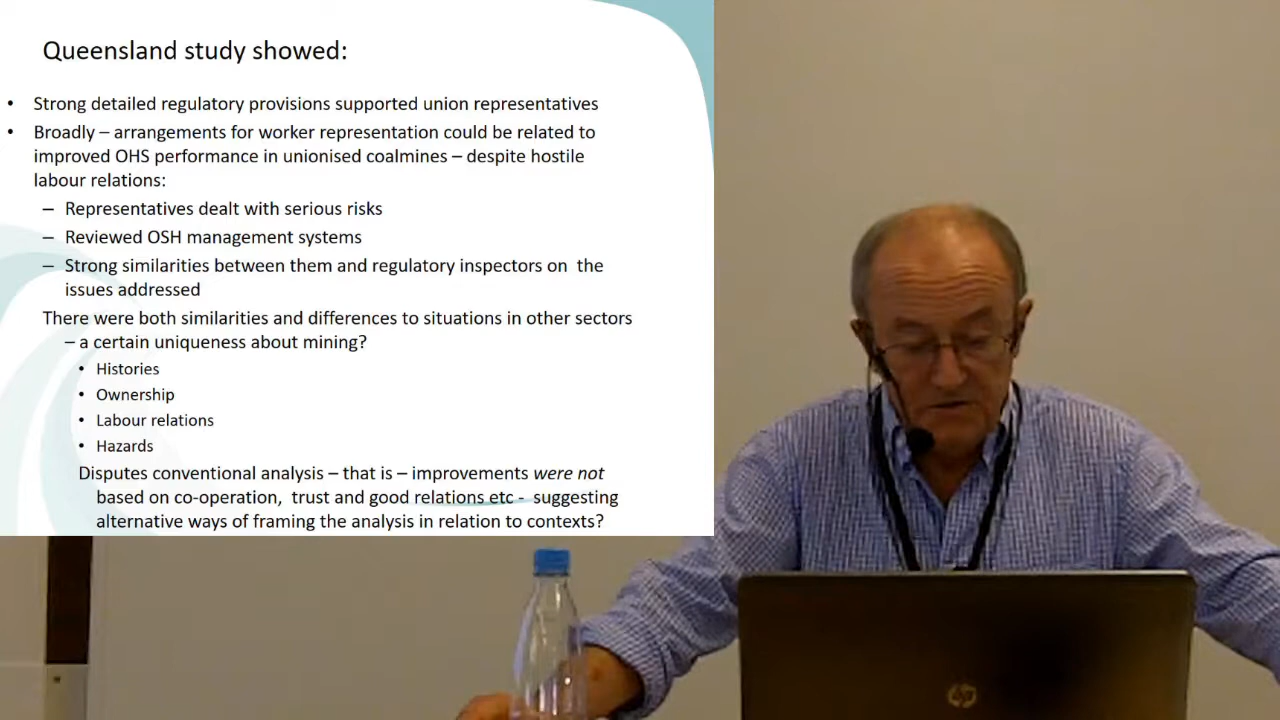 Queensland study showed:
• Strong detailed regulatory provisions supported union representatives
• Broadly – arrangements for worker representation could be related to
improved OHS performance in unionised coalmines – despite hostile
labour relations:
– Representatives dealt with serious risks
– Reviewed OSH management systems
– Strong similarities between them and regulatory inspectors on the
issues addressed
There were both similarities and differences to situations in other sectors
– a certain uniqueness about mining?
• Histories
• Ownership
• Labour relations
• Hazards
Disputes conventional analysis – that is – improvements were not
based on co-operation, trust and good relations etc - suggesting
alternative ways of framing the analysis in relation to contexts?
hp